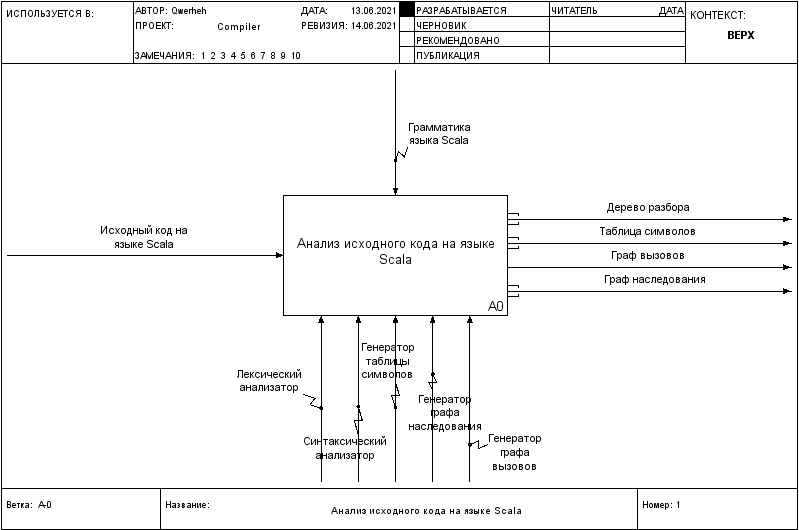 ИСПОЛЬЗУЕТСЯ В:
АВТОР: Qwerheh
ДАТА: 13.06.2021
ПРОЕКТ: Compiler
РЕВИЗИЯ: 14.06.2021
ЗАМЕЧАНИЯ: 1 2 3 4 5 6 7 8 9 10
РАЗРАБАТЫВАЕТСЯ
ЧЕРНОВИК
РЕКОМЕНДОВАНО
ПУБЛИКАЦИЯ
ЧИТАТЕЛЬ ДАТА
КОНТЕКСТ:
ВЕРХ
Грамматика
языка Scala
Исходный код на
языке Scala
Анализ исходного кода на языке
Scala
A0
Дерево разбора
Таблица символов
Граф вызовов
Граф наследования
Лексический
анализатор
Синтаксический
анализатор
Генератор
таблицы
символов
Генератор
графа
наследования
Генератор
графа
вызовов
Ветка: A-0
Название:
Анализ исходного кода на языке Scala
Номер: 1